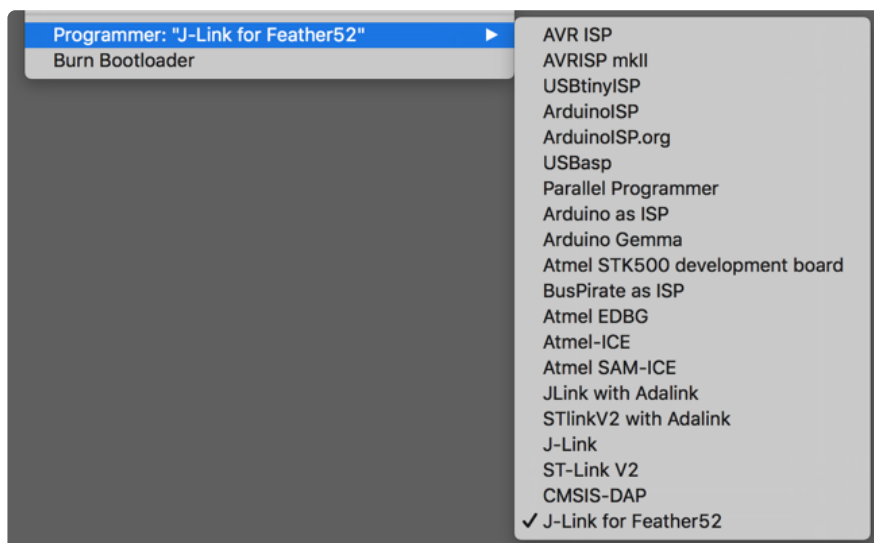 Programmer: "J-Link for Feather52"
Burn Bootloader
AVR ISP
AVRISP mkII
USBtinyISP
ArduinoISP
ArduinoISP.org
USBasp
Parallel Programmer
Arduino as ISP
Arduino Gemma
Atmel STK500 development board
BusPirate as ISP
Atmel EDBG
Atmel-ICE
Atmel SAM-ICE
JLink with Adalink
STlinkV2 with Adalink
J-Link
ST-Link V2
CMSIS-DAP
✓ J-Link for Feather52